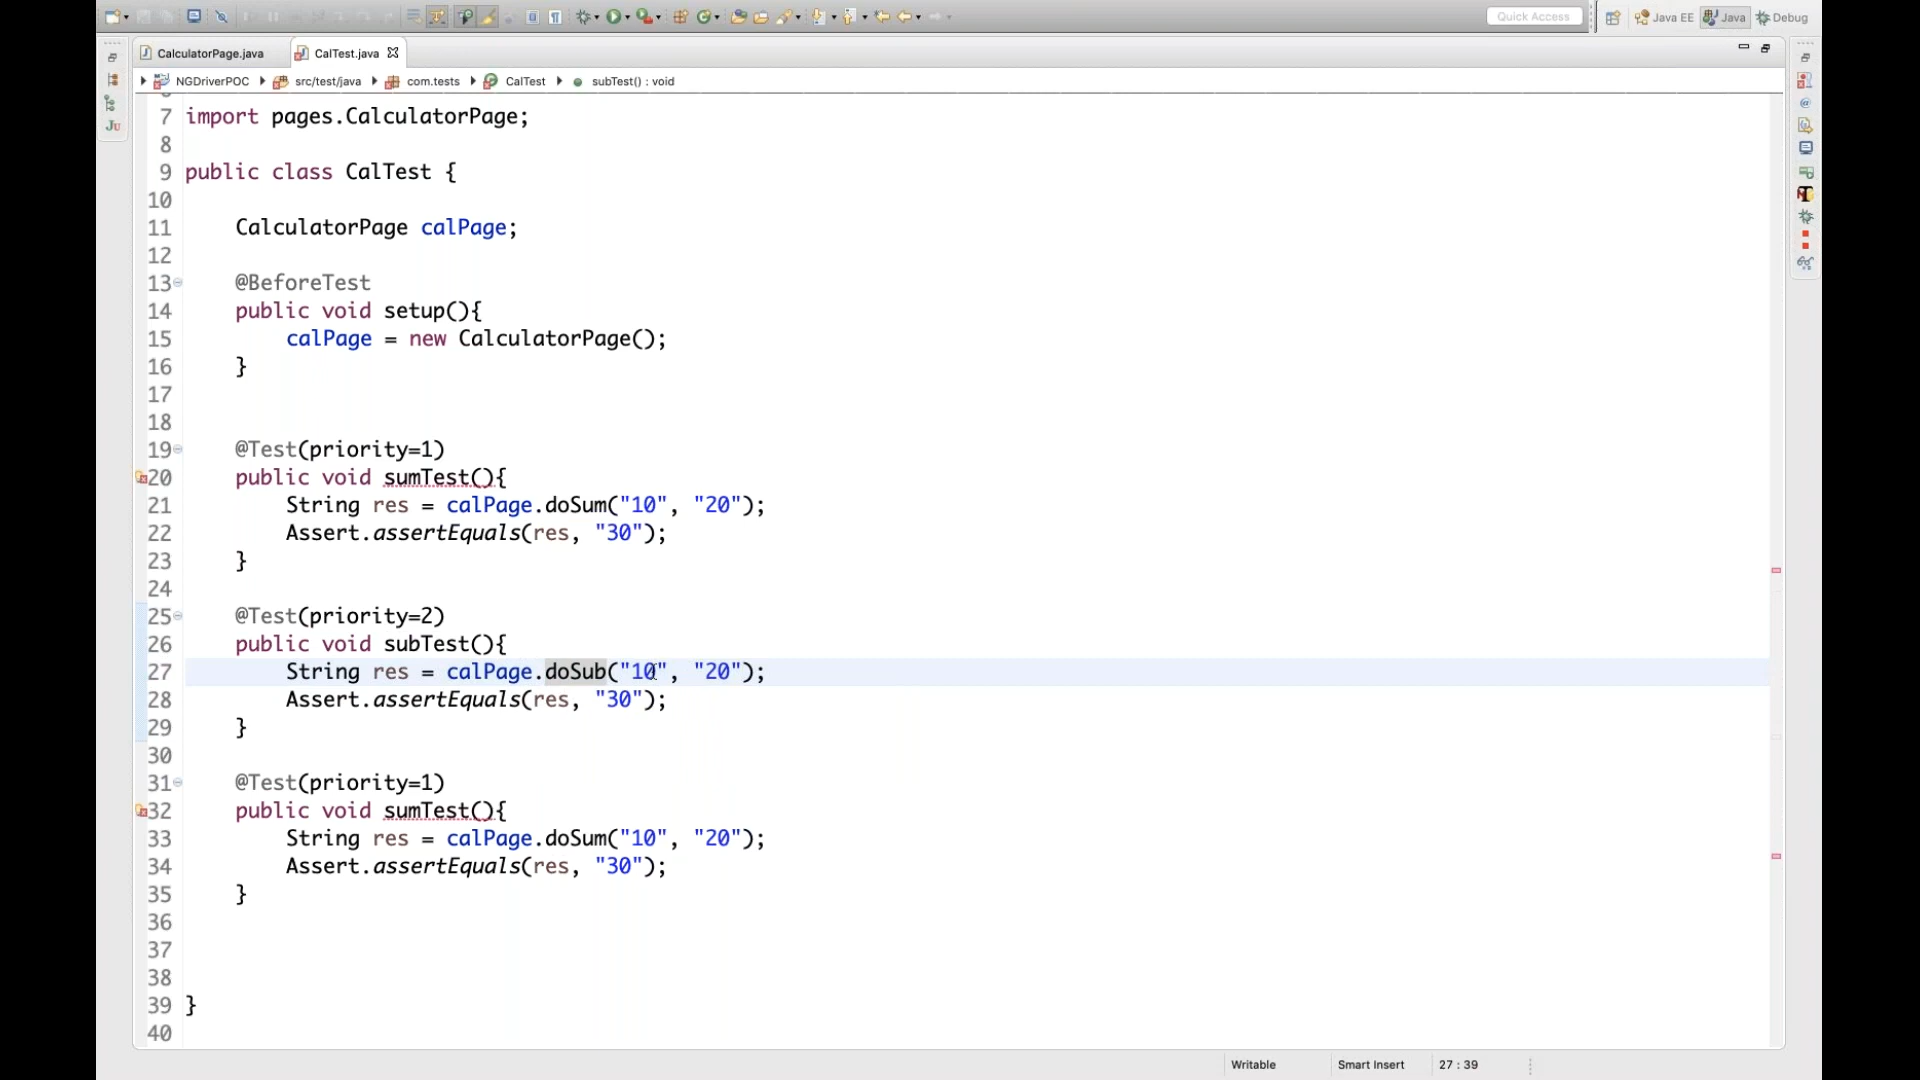 Quick Access
Java EE
Java
Debug
CalculatorPage.java
CalTest.java
NGDriverPOC
src/test/java
com.tests
CalTest
subTest() : void
7 import pages.CalculatorPage;
8
9 public class CalTest {
10
11 CalculatorPage calPage;
12
13 @BeforeTest
14 public void setup(){
15 calPage = new CalculatorPage();
16 }
17
18
19 @Test(priority=1)
20 public void sumTest(){
21 String res = calPage.doSum("10", "20");
22 Assert.assertEquals(res, "30");
23 }
24
25 @Test(priority=2)
26 public void subTest(){
27 String res = calPage.doSub("10", "20");
28 Assert.assertEquals(res, "30");
29 }
30
31 @Test(priority=1)
32 public void sumTest(){
33 String res = calPage.doSum("10", "20");
34 Assert.assertEquals(res, "30");
35 }
36
37
38
39 }
40
Writable
Smart Insert
27 : 39